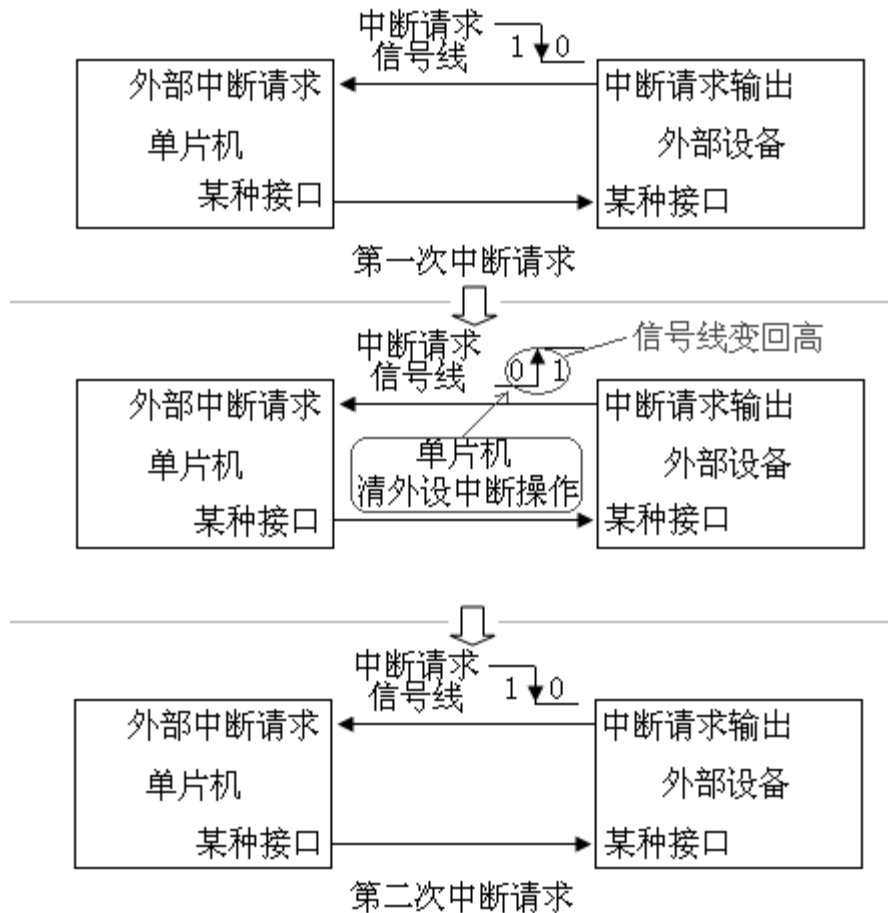 中断请求
信号线
1 0
外部中断请求
中断请求输出
单片机
外部设备
某种接口
某种接口
第一次中断请求
中断请求
信号线
0 1
信号线变回高
外部中断请求
中断请求输出
单片机
清外设中断操作
单片机
外部设备
某种接口
某种接口
中断请求
信号线
1 0
外部中断请求
中断请求输出
单片机
外部设备
某种接口
某种接口
第二次中断请求